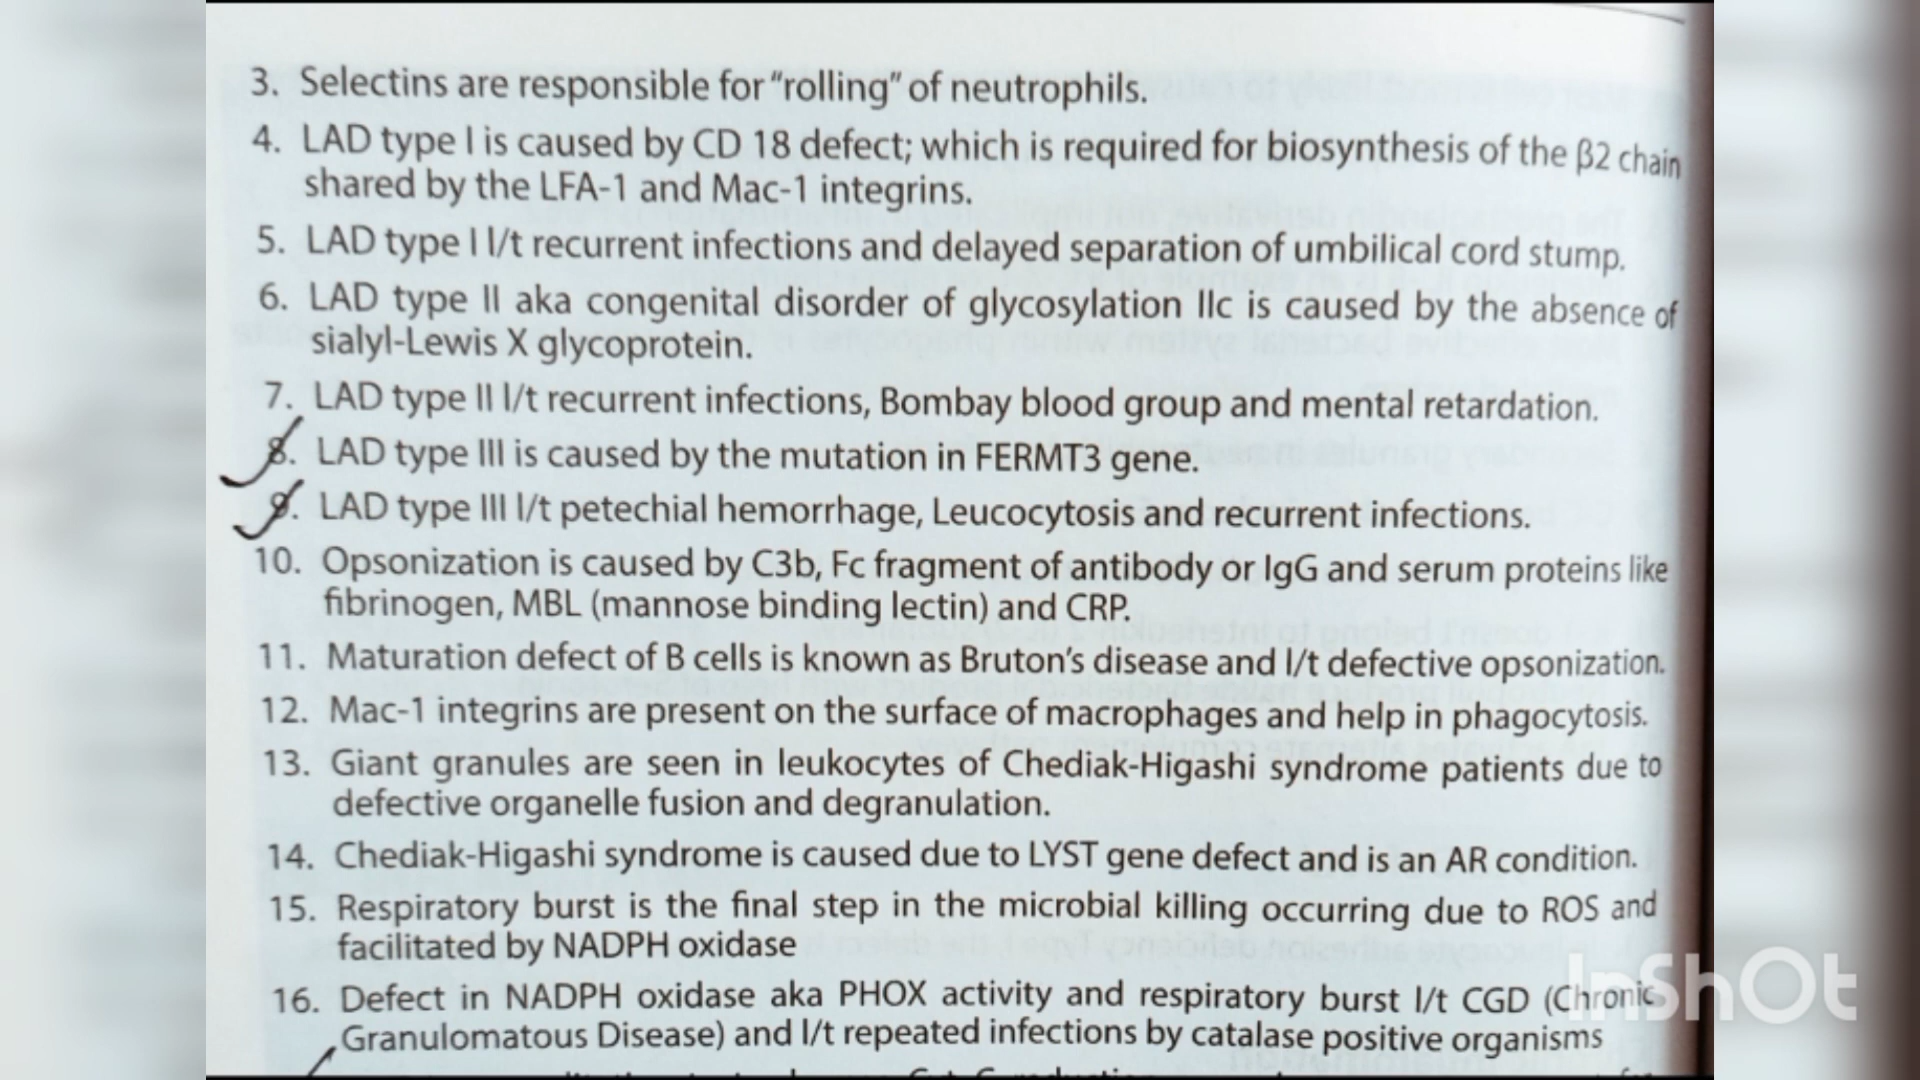 3. Selectins are responsible for “rolling” of neutrophils.
4. LAD type I is caused by CD 18 defect; which is required for biosynthesis of the β2 chain
shared by the LFA-1 and Mac-1 integrins.
5. LAD type I l/t recurrent infections and delayed separation of umbilical cord stump.
6. LAD type II aka congenital disorder of glycosylation IIc is caused by the absence of
sialyl-Lewis X glycoprotein.
7. LAD type II l/t recurrent infections, Bombay blood group and mental retardation.
8. LAD type III is caused by the mutation in FERMT3 gene.
9. LAD type III l/t petechial hemorrhage, Leucocytosis and recurrent infections.
10. Opsonization is caused by C3b, Fc fragment of antibody or IgG and serum proteins like
fibrinogen, MBL (mannose binding lectin) and CRP.
11. Maturation defect of B cells is known as Bruton’s disease and l/t defective opsonization.
12. Mac-1 integrins are present on the surface of macrophages and help in phagocytosis.
13. Giant granules are seen in leukocytes of Chediak-Higashi syndrome patients due to
defective organelle fusion and degranulation.
14. Chediak-Higashi syndrome is caused due to LYST gene defect and is an AR condition.
15. Respiratory burst is the final step in the microbial killing occurring due to ROS and
facilitated by NADPH oxidase
16. Defect in NADPH oxidase aka PHOX activity and respiratory burst l/t CGD (Chronic
Granulomatous Disease) and l/t repeated infections by catalase positive organisms
InShOt